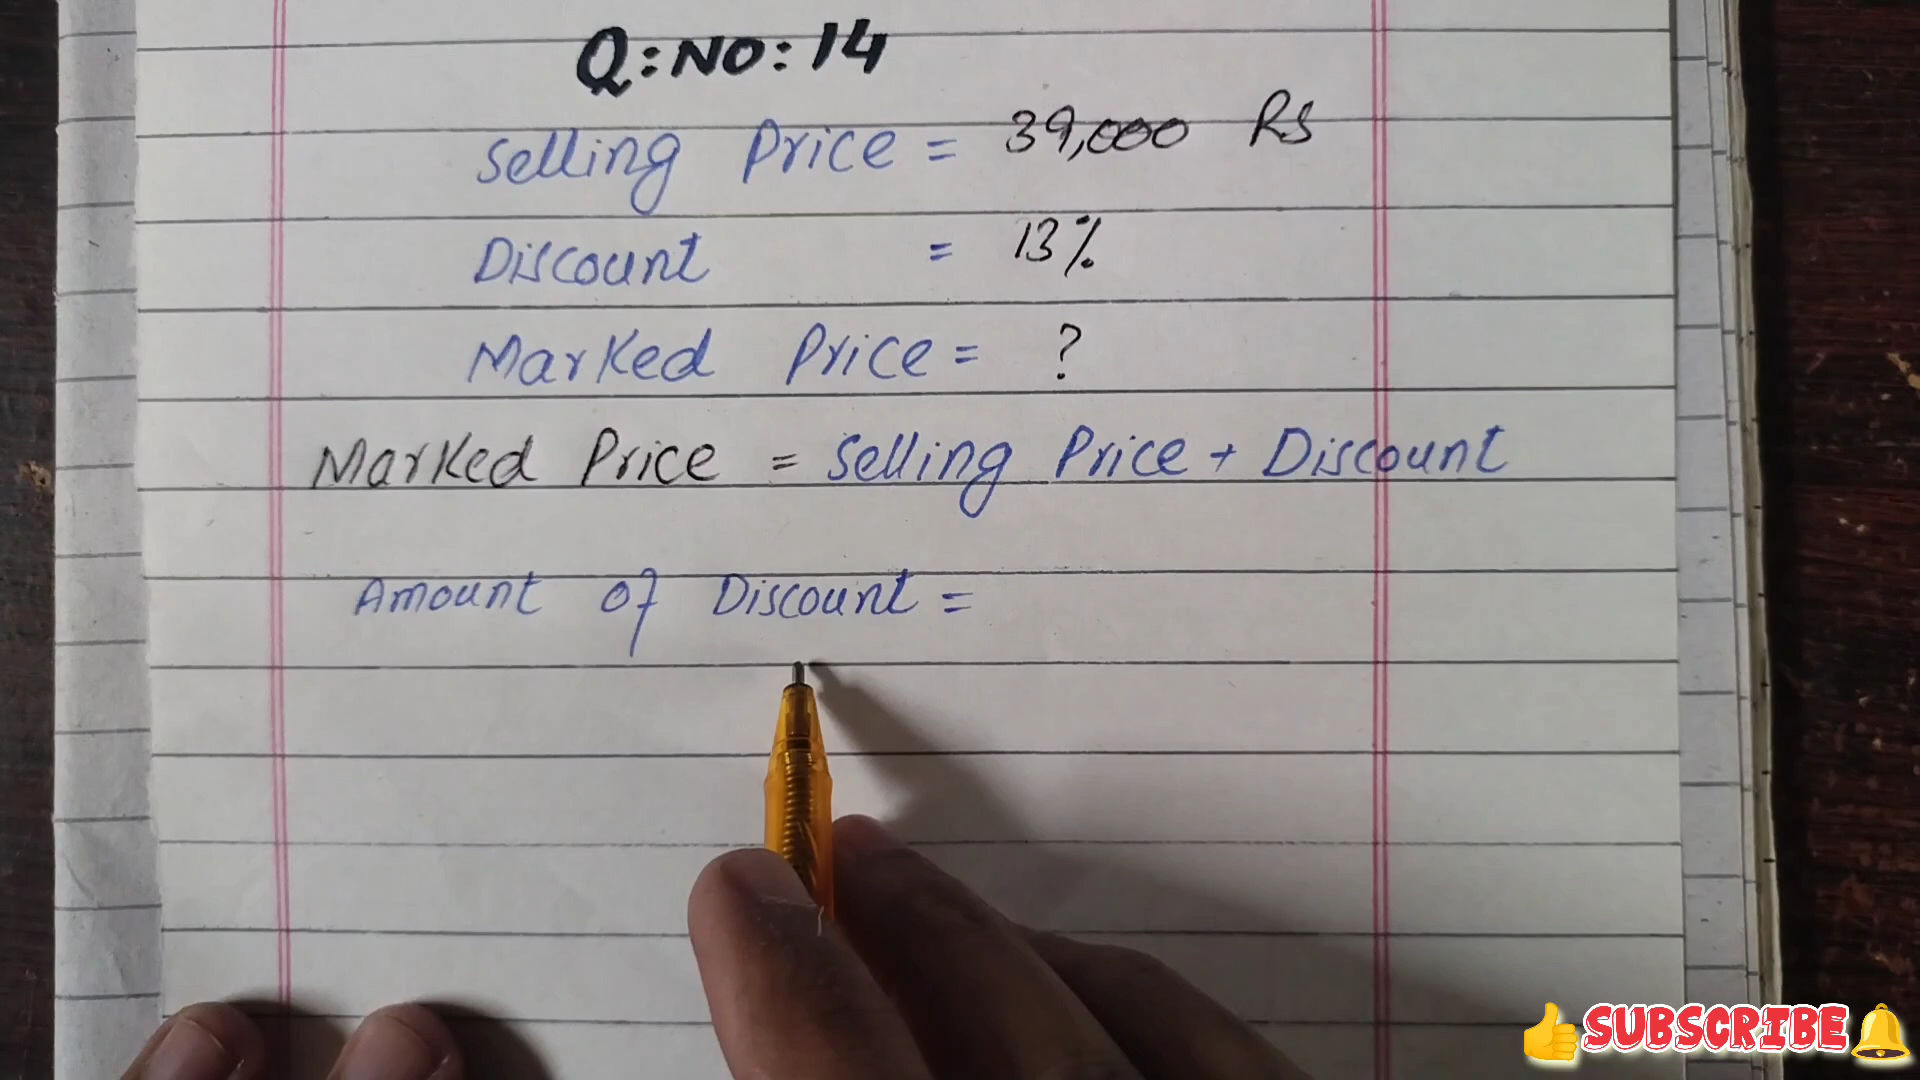 Q:NO:14
Selling Price = 39,000 Rs
Discount = 13%
Marked Price = ?
Marked Price = Selling Price + Discount
Amount of Discount =
SUBSCRIBE